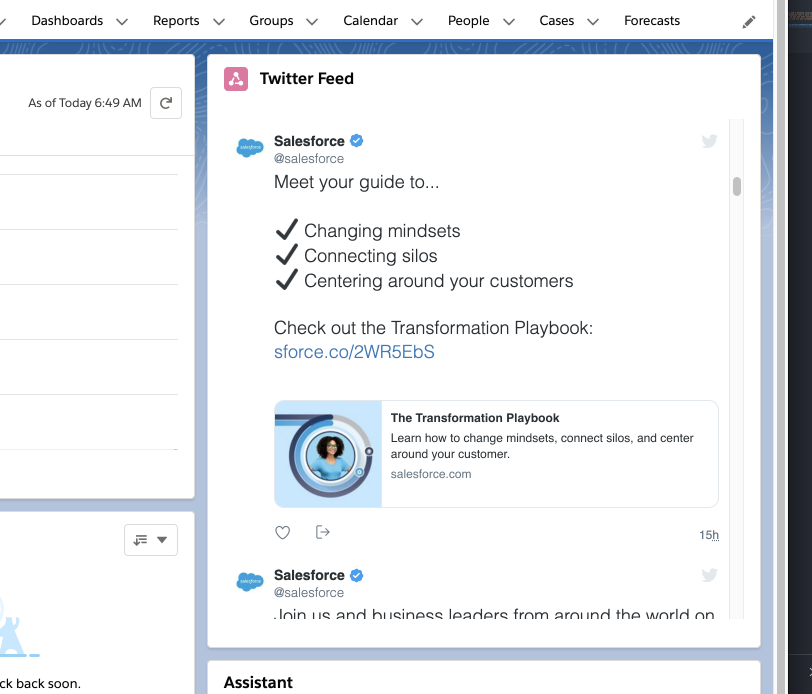 Dashboards Reports Groups Calendar People Cases Forecasts
As of Today 6:49 AM
Twitter Feed
Salesforce
@salesforce
Meet your guide to...
✔ Changing mindsets
✔ Connecting silos
✔ Centering around your customers
Check out the Transformation Playbook:
sforce.co/2WR5EbS
The Transformation Playbook
Learn how to change mindsets, connect silos, and center
around your customer.
salesforce.com
15h
Salesforce
@salesforce
Join us and business leaders from around the world on
ck back soon.
Assistant